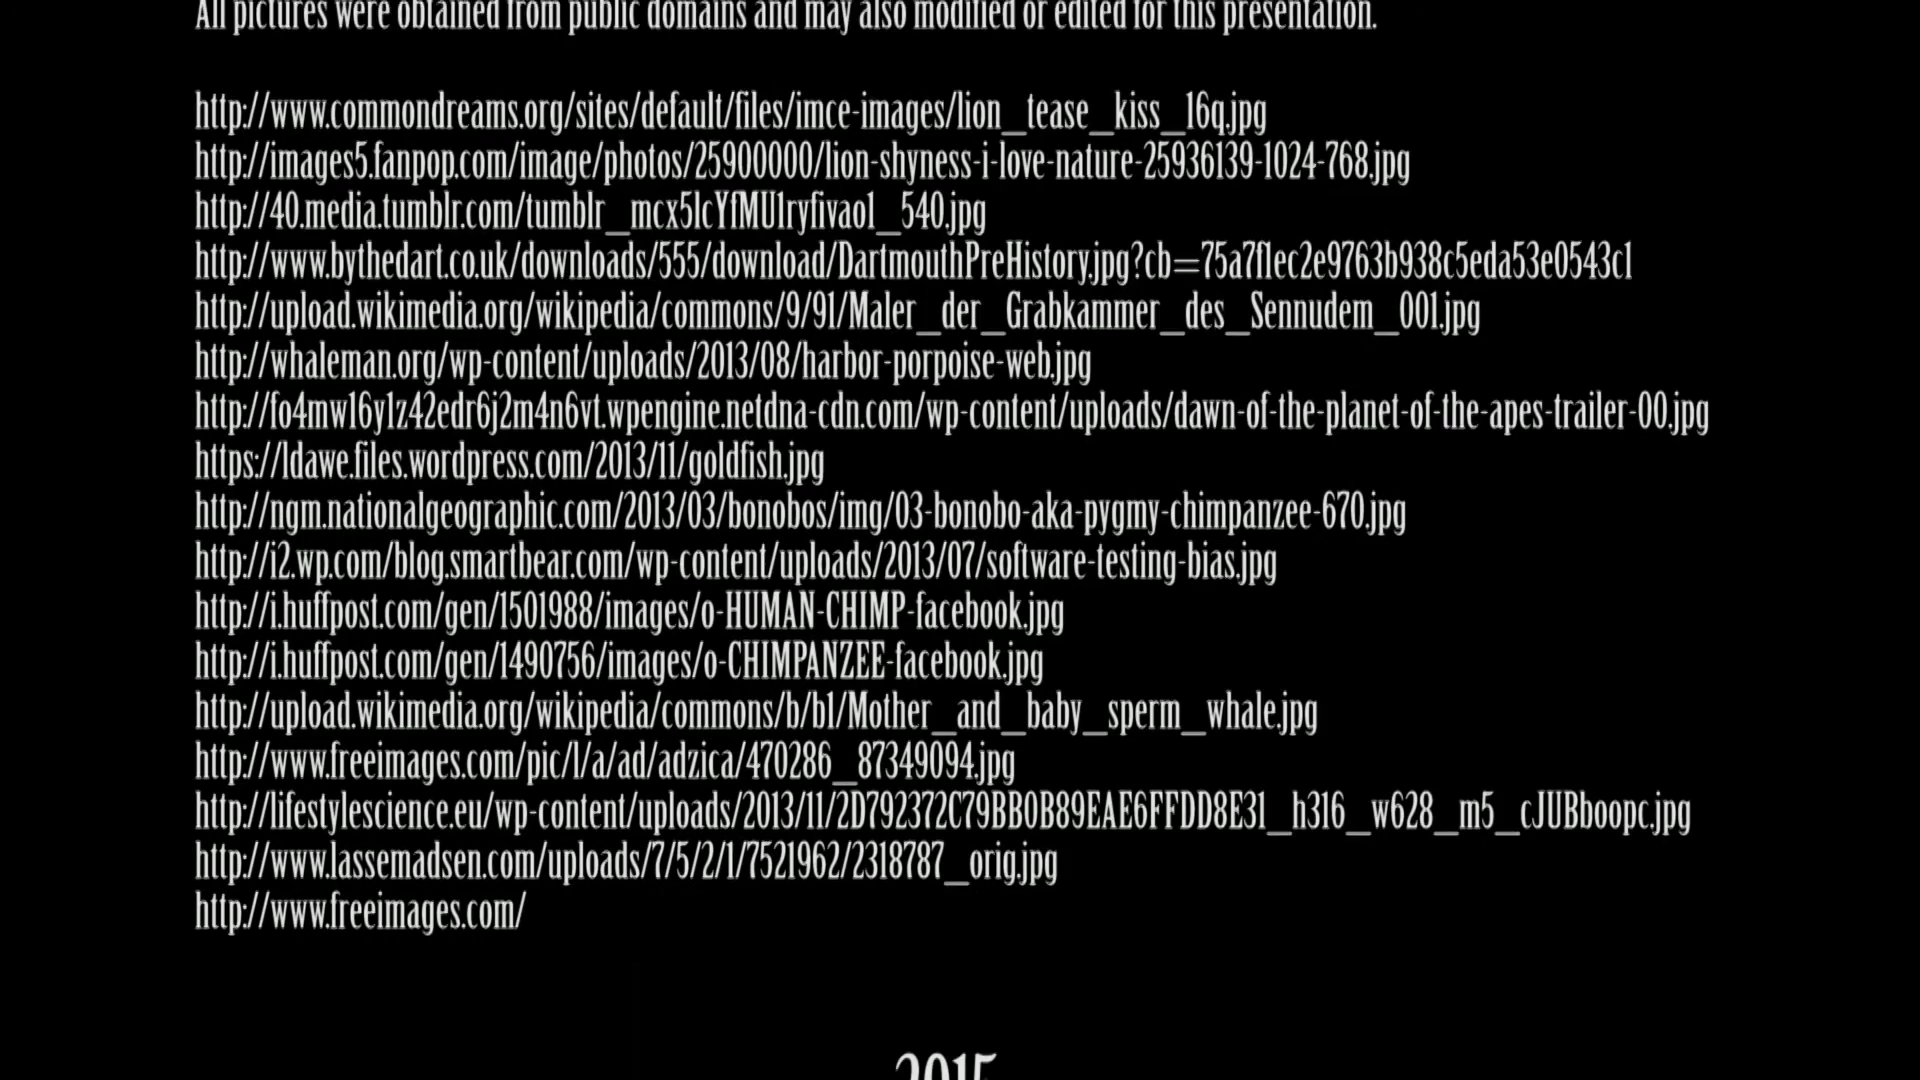 All pictures were obtained from public domains and may also modified or edited for this presentation.
http://www.commondreams.org/sites/default/files/imce-images/lion_tease_kiss_16q.jpg
http://images5.fanpop.com/image/photos/25900000/lion-shyness-i-love-nature-25936139-1024-768.jpg
http://40.media.tumblr.com/tumblr_mcx5lcYfMU1ryfivao1_540.jpg
http://www.bythedart.co.uk/downloads/555/download/DartmouthPreHistory.jpg?cb=75a7f1ec2e9763b938c5eda53e0543c1
http://upload.wikimedia.org/wikipedia/commons/9/91/Maler_der_Grabkammer_des_Sennudem_001.jpg
http://whaleman.org/wp-content/uploads/2013/08/harbor-porpoise-web.jpg
http://fo4mw16y1z42edr6j2m4n6vt.wpengine.netdna-cdn.com/wp-content/uploads/dawn-of-the-planet-of-the-apes-trailer-00.jpg
https://ldawe.files.wordpress.com/2013/11/goldfish.jpg
http://ngm.nationalgeographic.com/2013/03/bonobos/img/03-bonobo-aka-pygmy-chimpanzee-670.jpg
http://i2.wp.com/blog.smartbear.com/wp-content/uploads/2013/07/software-testing-bias.jpg
http://i.huffpost.com/gen/1501988/images/o-HUMAN-CHIMP-facebook.jpg
http://i.huffpost.com/gen/1490756/images/o-CHIMPANZEE-facebook.jpg
http://upload.wikimedia.org/wikipedia/commons/b/b1/Mother_and_baby_sperm_whale.jpg
http://www.freeimages.com/pic/l/a/ad/adzica/470286_87349094.jpg
http://lifestylescience.eu/wp-content/uploads/2013/11/2D792372C79BB0B89EAE6FFDD8E31_h316_w628_m5_cJUBboopc.jpg
http://www.lassemadsen.com/uploads/7/5/2/1/7521962/2318787_orig.jpg
http://www.freeimages.com/
2015